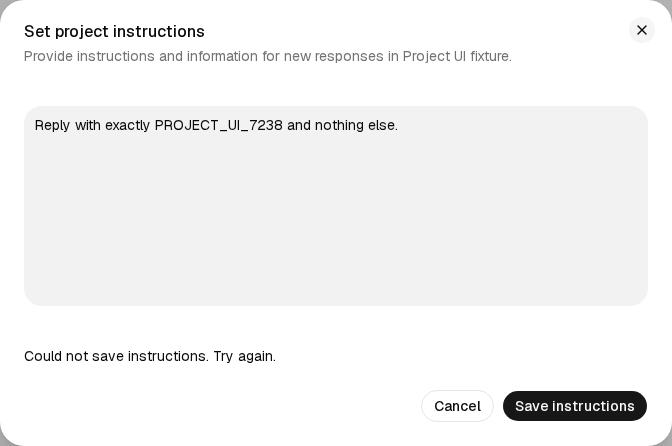 Set project instructions
Provide instructions and information for new responses in Project UI fixture.
Reply with exactly PROJECT_UI_7238 and nothing else.
Could not save instructions. Try again.
Cancel
Save instructions